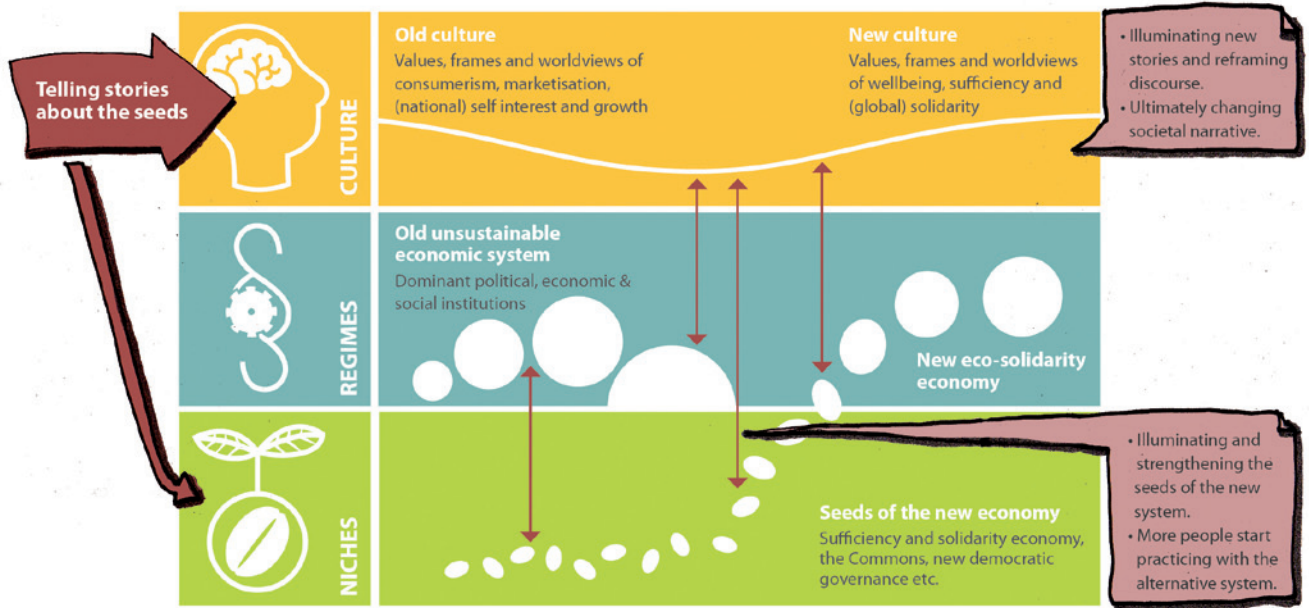 Telling stories
about the seeds
CULTURE
Old culture
Values, frames and worldviews of
consumerism, marketisation,
(national) self interest and growth
New culture
Values, frames and worldviews
of wellbeing, sufficiency and
(global) solidarity
• Illuminating new
stories and reframing
discourse.
• Ultimately changing
societal narrative.
REGIMES
Old unsustainable
economic system
Dominant political, economic &
social institutions
New eco-solidarity
economy
NICHES
Seeds of the new economy
Sufficiency and solidarity economy,
the Commons, new democratic
governance etc.
• Illuminating and
strengthening the
seeds of the new
system.
• More people start
practicing with the
alternative system.